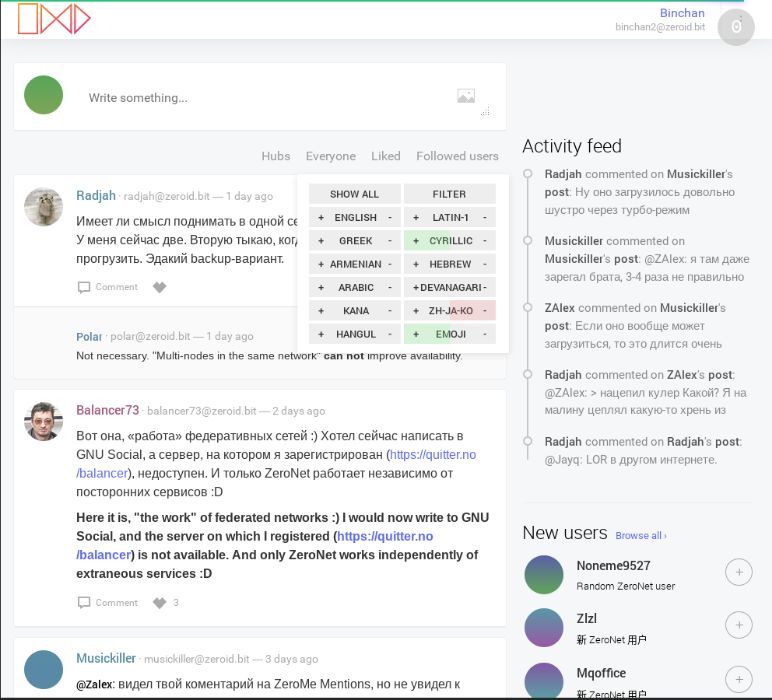 Binchan
binchan2@zeroid.bit
0
Write something...
Hubs Everyone Liked Followed users
SHOW ALL FILTER
+ ENGLISH - + LATIN-1 -
+ GREEK - + CYRILLIC -
+ ARMENIAN - + HEBREW -
+ ARABIC - + DEVANAGARI -
+ KANA - + ZH-JA-KO -
+ HANGUL - + EMOJI -
Radjah · radjah@zeroid.bit — 1 day ago
Имеет ли смысл поднимать в одной се
У меня сейчас две. Вторую тыкаю, ког
прогрузить. Эдакий backup-вариант.
Comment
Polar · polar@zeroid.bit — 1 day ago
Not necessary. "Multi-nodes in the same network" can not improve availability.
Balancer73 · balancer73@zeroid.bit — 2 days ago
Вот она, «работа» федеративных сетей :) Хотел сейчас написать в
GNU Social, а сервер, на котором я зарегистрирован (https://quitter.no
/balancer), недоступен. И только ZeroNet работает независимо от
посторонних сервисов :D
Here it is, "the work" of federated networks :) I would now write to GNU
Social, and the server on which I registered (https://quitter.no
/balancer) is not available. And only ZeroNet works independently of
extraneous services :D
Comment 3
Musickiller · musickiller@zeroid.bit — 3 days ago
@Zalex: видел твой коментарий на ZeroMe Mentions, но не увидел к
Activity feed
Radjah commented on Musickiller's
post: Ну оно загрузилось довольно
шустро через турбо-режим
Musickiller commented on
Musickiller's post: @ZAlex: я там даже
зарегал брата, 3-4 раза не правильно
ZAlex commented on Musickiller's
post: Если оно вообще может
загрузиться, то это длится очень
Radjah commented on ZAlex's post:
@ZAlex: > нацепил кулер Какой? Я на
малину цеплял какую-то хрень из
Radjah commented on Radjah's post:
@Jayq: LOR в другом интернете.
New users Browse all ›
Noneme9527
Random ZeroNet user
+
Zlzl
新 ZeroNet 用户
+
Mqoffice
新 ZeroNet 用户
+